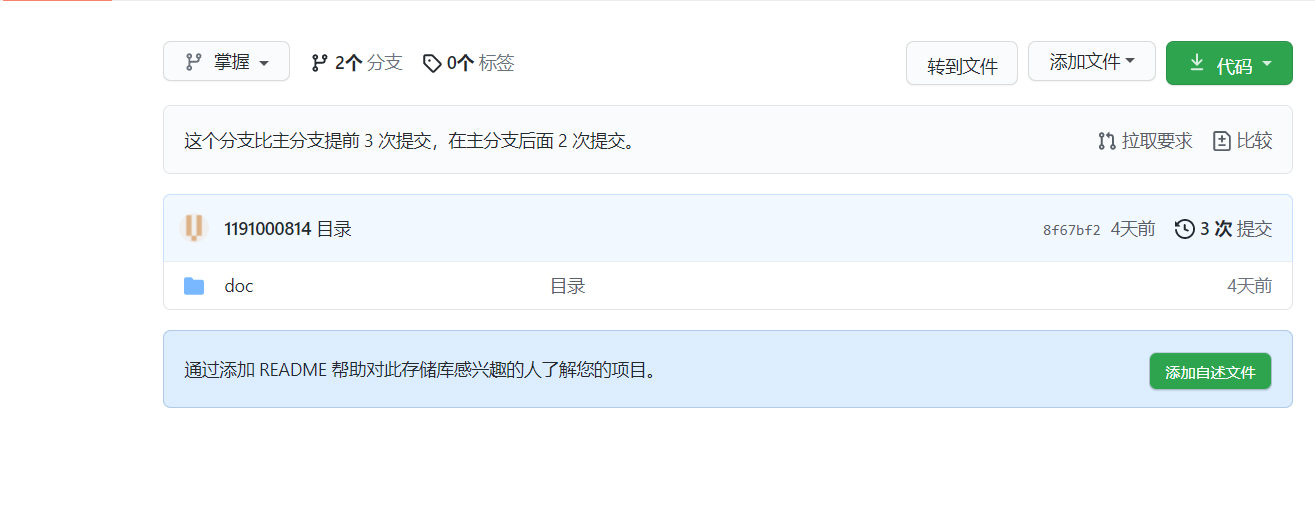 掌握 2个 分支 0个 标签 转到文件 添加文件 代码
这个分支比主分支提前 3 次提交，在主分支后面 2 次提交。 拉取要求 比较
1191000814 目录 8f67bf2 4天前 3 次 提交
doc 目录 4天前
通过添加 README 帮助对此存储库感兴趣的人了解您的项目。 添加自述文件